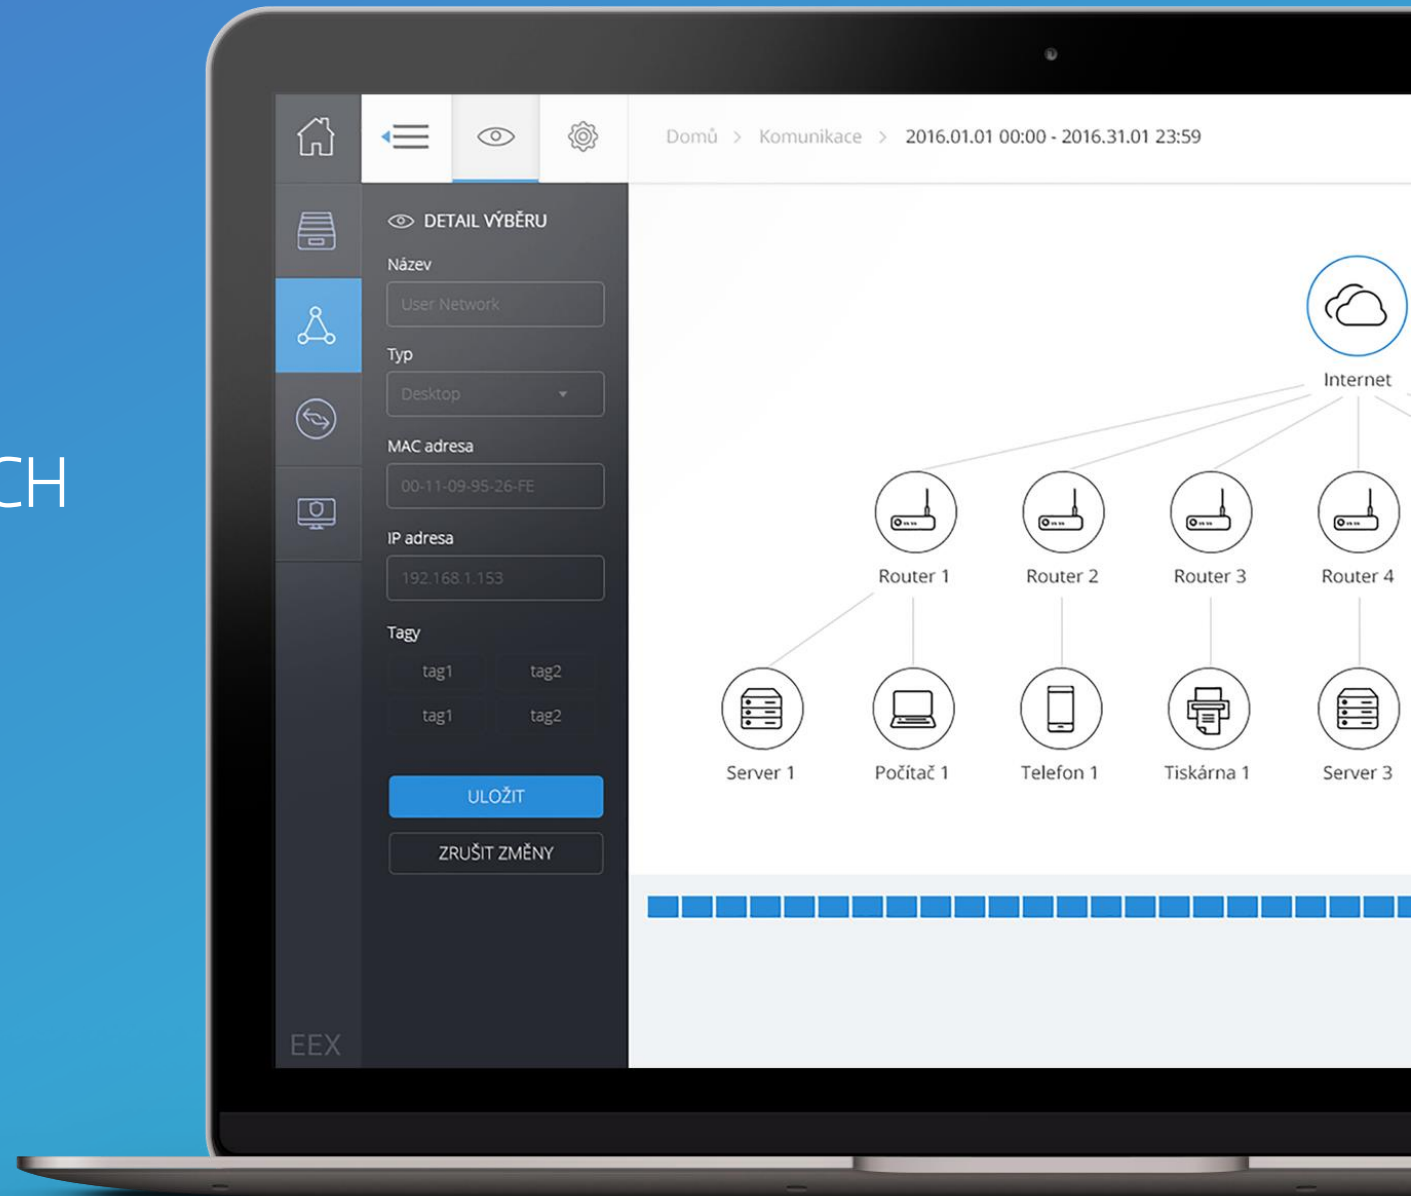 CH
Domů > Komunikace > 2016.01.01 00:00 - 2016.31.01 23:59
DETAIL VÝBĚRU
Název
User Network
Typ
Desktop
MAC adresa
00-11-09-95-26-FE
IP adresa
192.168.1.153
Tagy
tag1 tag2
tag1 tag2
ULOŽIT
ZRUŠIT ZMĚNY
EEX
Internet
Router 1 Router 2 Router 3 Router 4
Server 1 Počítač 1 Telefon 1 Tiskárna 1 Server 3